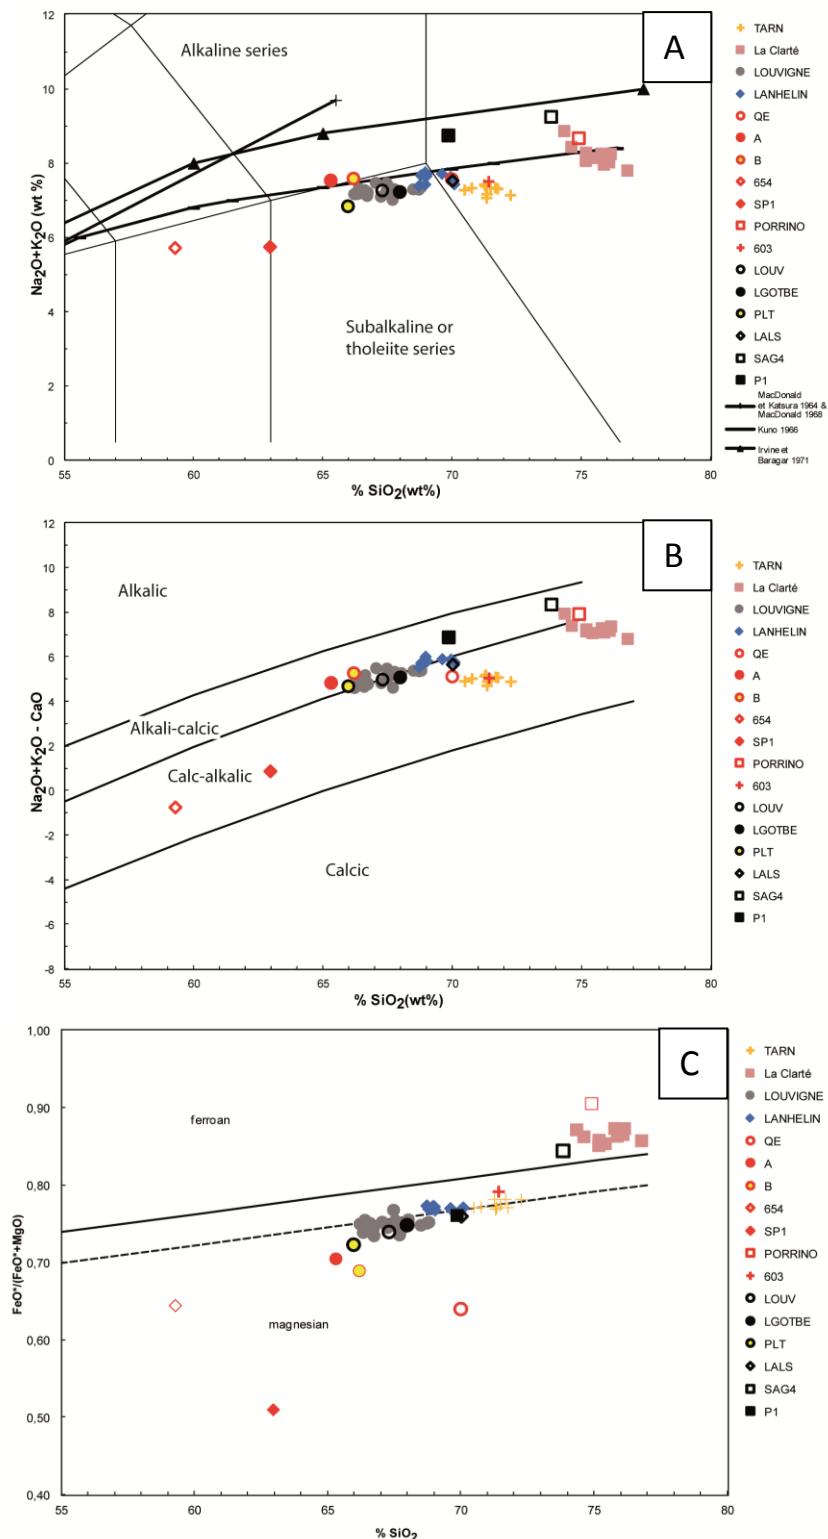 A
Alkaline series
Subalkaline or
tholeiite series
Na₂O+K₂O (wt %)
12
10
8
6
4
2
0
55
60
65
70
75
80
% SiO₂(wt%)
TARN
La Clarté
LOUVIGNE
LANHELIN
QE
A
B
654
SP1
PORRINO
603
LOUV
LGOTBE
PLT
LALS
SAG4
P1
MacDonald
et Katsura 1964 &
MacDonald 1968
Kuno 1966
Irvine et
Baragar 1971
B
Alkalic
Alkali-calcic
Calc-alkalic
Calcic
Na₂O+K₂O - CaO
12
10
8
6
4
2
0
-2
-4
-6
-8
55
60
65
70
75
80
% SiO₂(wt%)
TARN
La Clarté
LOUVIGNE
LANHELIN
QE
A
B
654
SP1
PORRINO
603
LOUV
LGOTBE
PLT
LALS
SAG4
P1
C
ferroan
magnesian
FeO*/(FeO*+MgO)
1,00
0,90
0,80
0,70
0,60
0,50
0,40
55
60
65
70
75
80
% SiO₂
TARN
La Clarté
LOUVIGNE
LANHELIN
QE
A
B
654
SP1
PORRINO
603
LOUV
LGOTBE
PLT
LALS
SAG4
P1